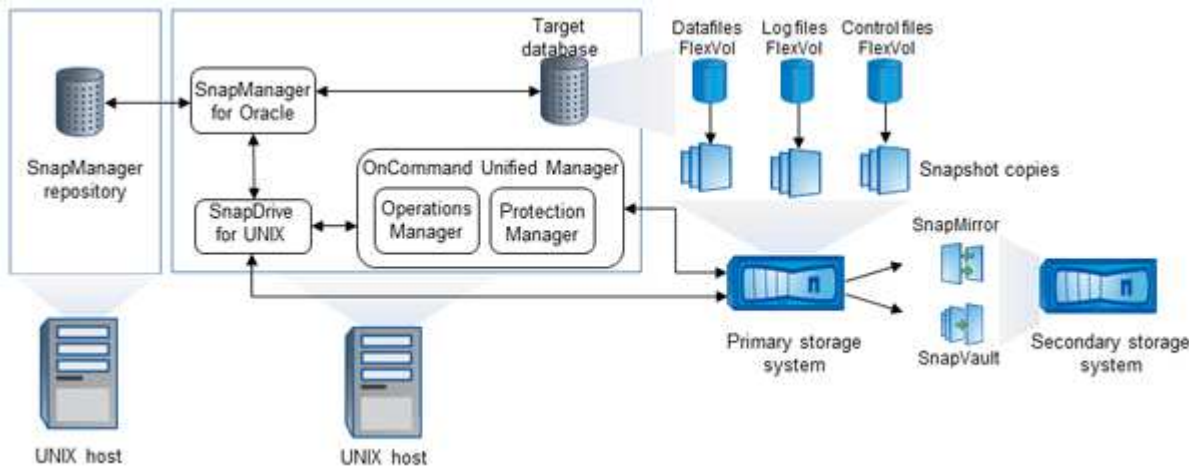 Target
database
Datafiles
FlexVol
Log files
FlexVol
Control files
FlexVol
SnapManager
for Oracle
SnapManager
repository
OnCommand Unified Manager
Operations
Manager
Protection
Manager
SnapDrive
for UNIX
Snapshot copies
SnapMirror
Primary storage
system
SnapVault
Secondary storage
system
UNIX host
UNIX host